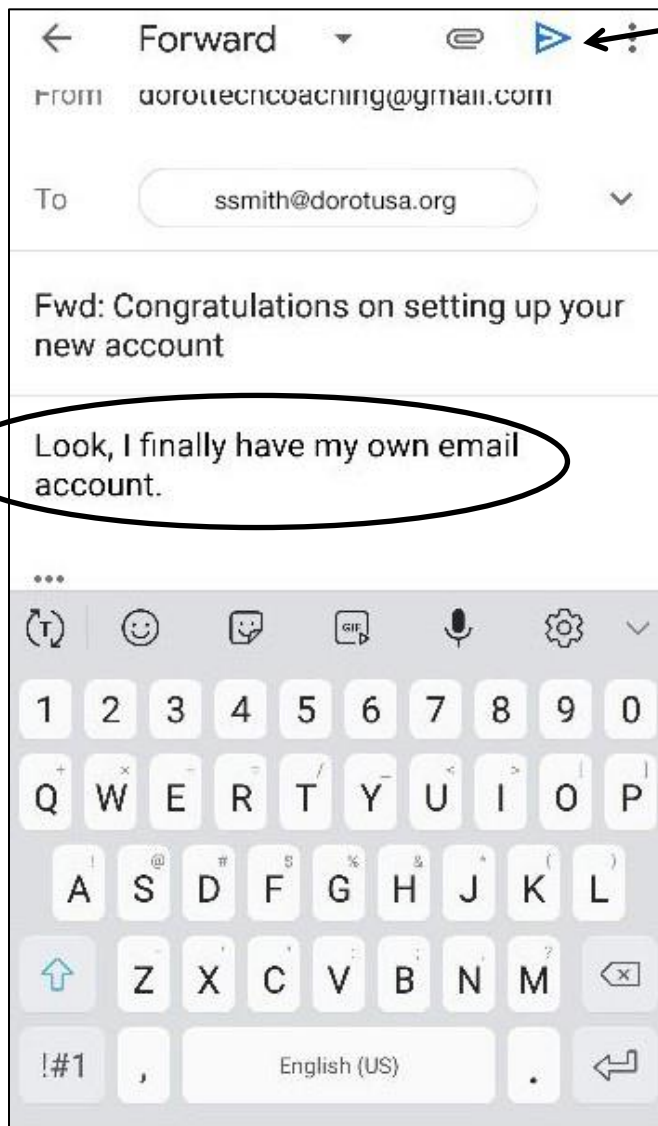 Forward
From dorottechcoaching@gmail.com
To ssmith@dorotusa.org
Fwd: Congratulations on setting up your
new account
Look, I finally have my own email
account.
T GIF
1 2 3 4 5 6 7 8 9 0
Q W E R T Y U I O P
A S D F G H J K L
Z X C V B N M
!#1 , English (US) .